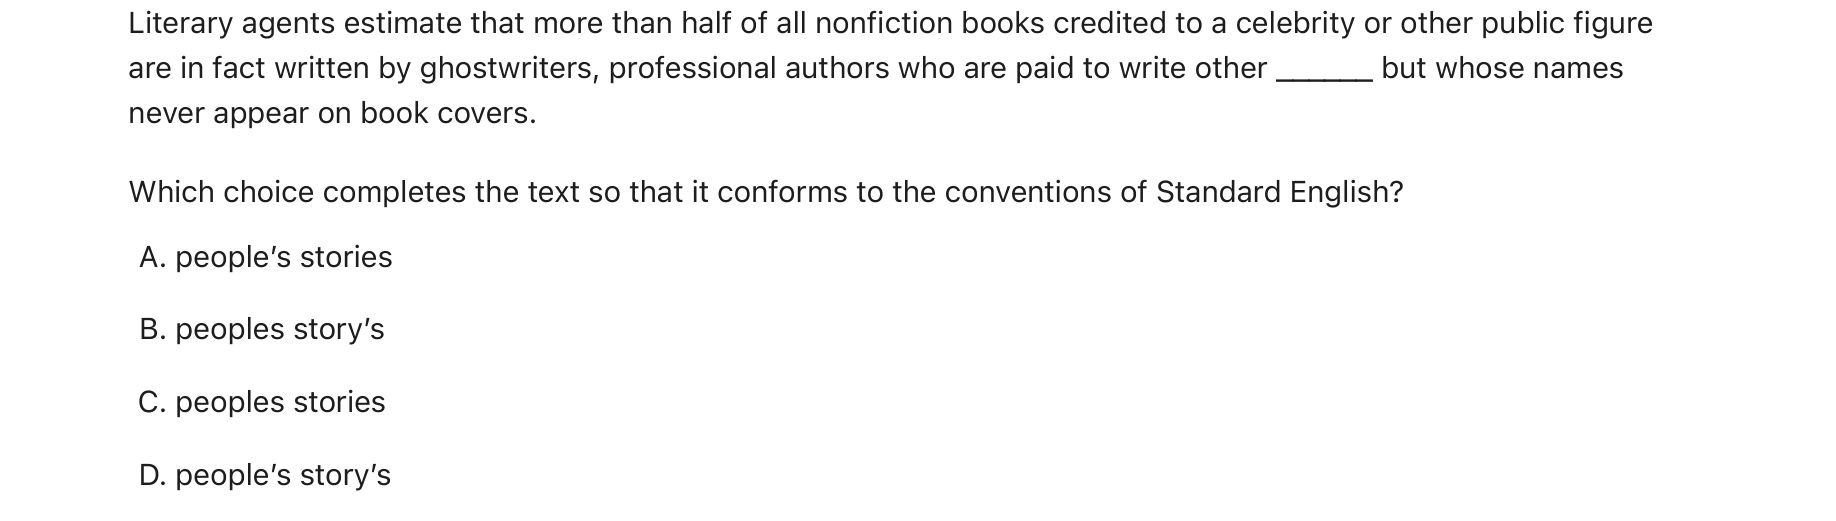 Literary agents estimate that more than half of all nonfiction books credited to a celebrity or other public figure
are in fact written by ghostwriters, professional authors who are paid to write other ______ but whose names
never appear on book covers.
Which choice completes the text so that it conforms to the conventions of Standard English?
A. people’s stories
B. peoples story’s
C. peoples stories
D. people’s story’s